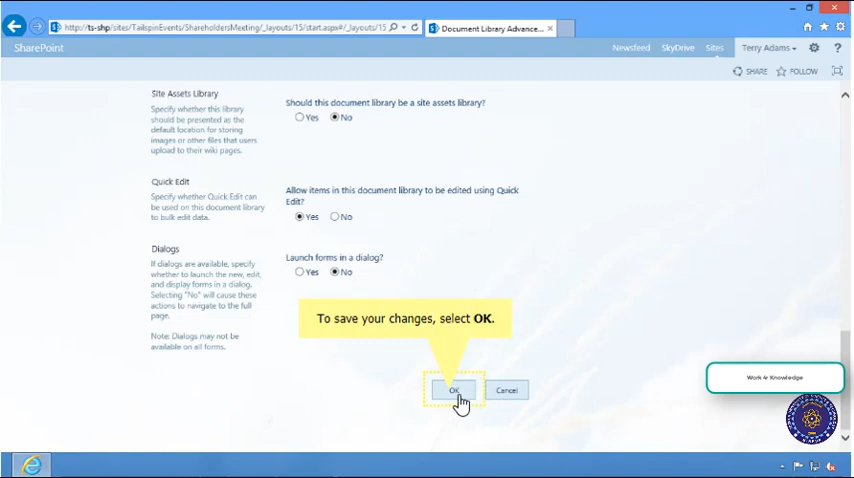 http://ts-shp/sites/TailspinEvents/ShareholdersMeeting/_layouts/15/start.aspx#/_layouts/15
Document Library Advance...
SharePoint
Newsfeed SkyDrive Sites Terry Adams ?
SHARE FOLLOW
Site Assets Library
Specify whether this library
should be presented as the
default location for storing
images or other files that users
upload to their wiki pages.
Should this document library be a site assets library?
Yes No
Quick Edit
Specify whether Quick Edit can
be used on this document library
to bulk edit data.
Allow items in this document library to be edited using Quick
Edit?
Yes No
Dialogs
If dialogs are available, specify
whether to launch the new, edit,
and display forms in a dialog.
Selecting "No" will cause these
actions to navigate to the full
page.
Note: Dialogs may not be
available on all forms.
Launch forms in a dialog?
Yes No
To save your changes, select OK.
OK Cancel
Work 4r Knowledge